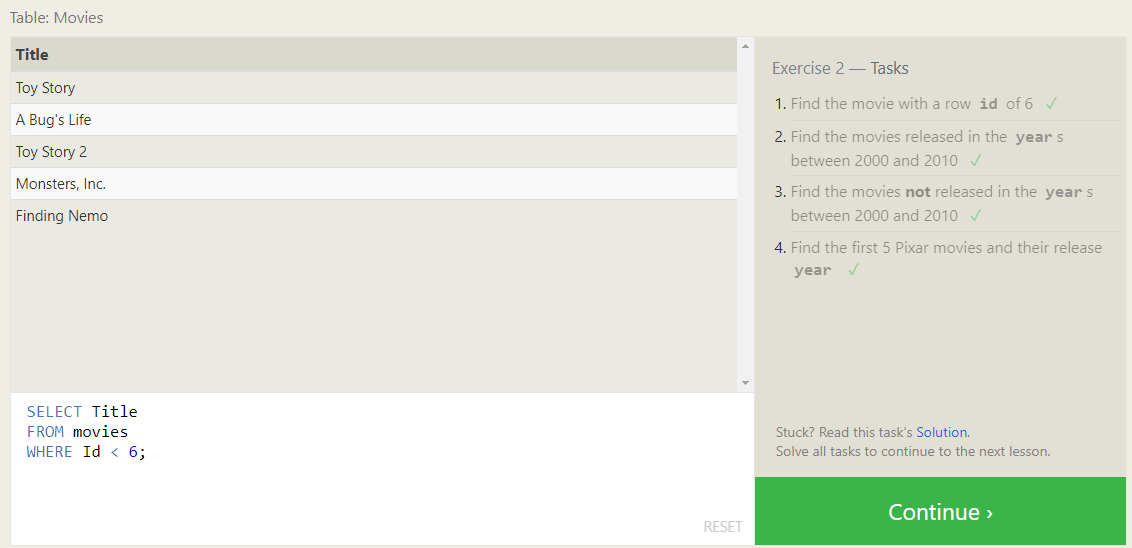 Table: Movies
Title
Toy Story
A Bug's Life
Toy Story 2
Monsters, Inc.
Finding Nemo
SELECT Title
FROM movies
WHERE Id < 6;
RESET
Exercise 2 — Tasks
1. Find the movie with a row id of 6 ✓
2. Find the movies released in the year s
between 2000 and 2010 ✓
3. Find the movies not released in the year s
between 2000 and 2010 ✓
4. Find the first 5 Pixar movies and their release
year ✓
Stuck? Read this task's Solution.
Solve all tasks to continue to the next lesson.
Continue ›